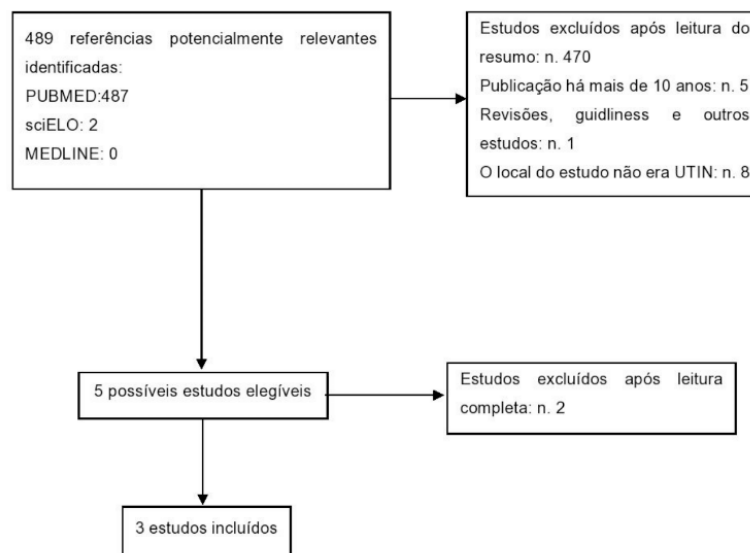 489 referências potencialmente relevantes
identificadas:
PUBMED:487
sciELO: 2
MEDLINE: 0
Estudos excluídos após leitura do
resumo: n. 470
Publicação há mais de 10 anos: n. 5
Revisões, guidliness e outros
estudos: n. 1
O local do estudo não era UTIN: n. 8
5 possíveis estudos elegíveis
Estudos excluídos após leitura
completa: n. 2
3 estudos incluídos